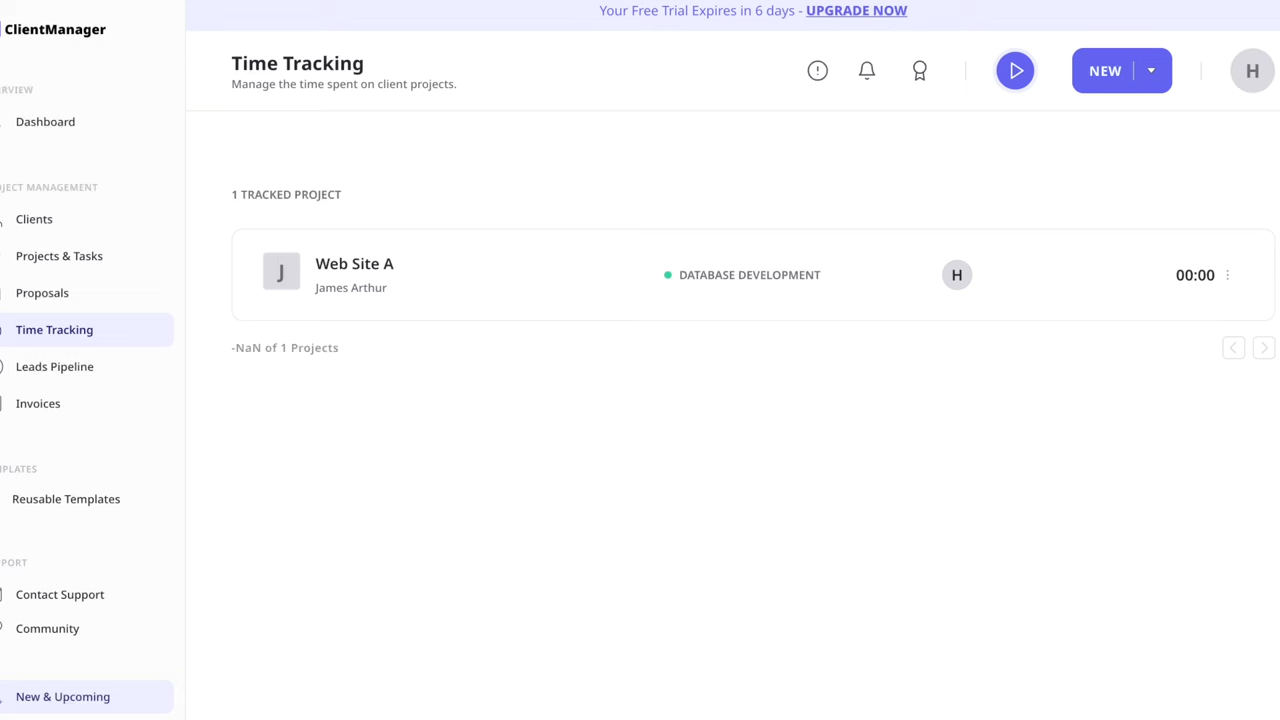 Your Free Trial Expires in 6 days - UPGRADE NOW
ClientManager
RVIEW
Dashboard
JECT MANAGEMENT
Clients
Projects & Tasks
Proposals
Time Tracking
Leads Pipeline
Invoices
MPLATES
Reusable Templates
PORT
Contact Support
Community
New & Upcoming
Time Tracking
Manage the time spent on client projects.
NEW
H
1 TRACKED PROJECT
J
Web Site A
James Arthur
DATABASE DEVELOPMENT
H
00:00
-NaN of 1 Projects